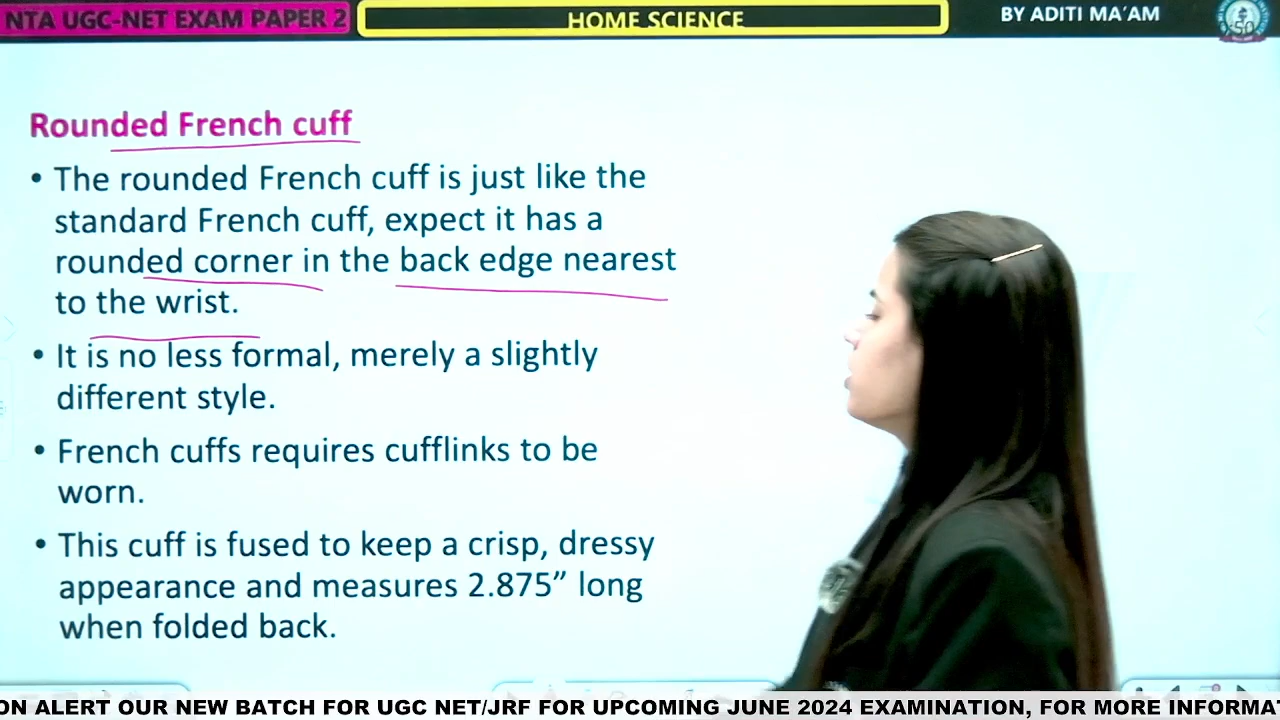 NTA UGC-NET EXAM PAPER 2
HOME SCIENCE
BY ADITI MA'AM
Rounded French cuff
• The rounded French cuff is just like the
standard French cuff, expect it has a
rounded corner in the back edge nearest
to the wrist.
• It is no less formal, merely a slightly
different style.
• French cuffs requires cufflinks to be
worn.
• This cuff is fused to keep a crisp, dressy
appearance and measures 2.875” long
when folded back.
ON ALERT OUR NEW BATCH FOR UGC NET/JRF FOR UPCOMING JUNE 2024 EXAMINATION, FOR MORE INFORMA